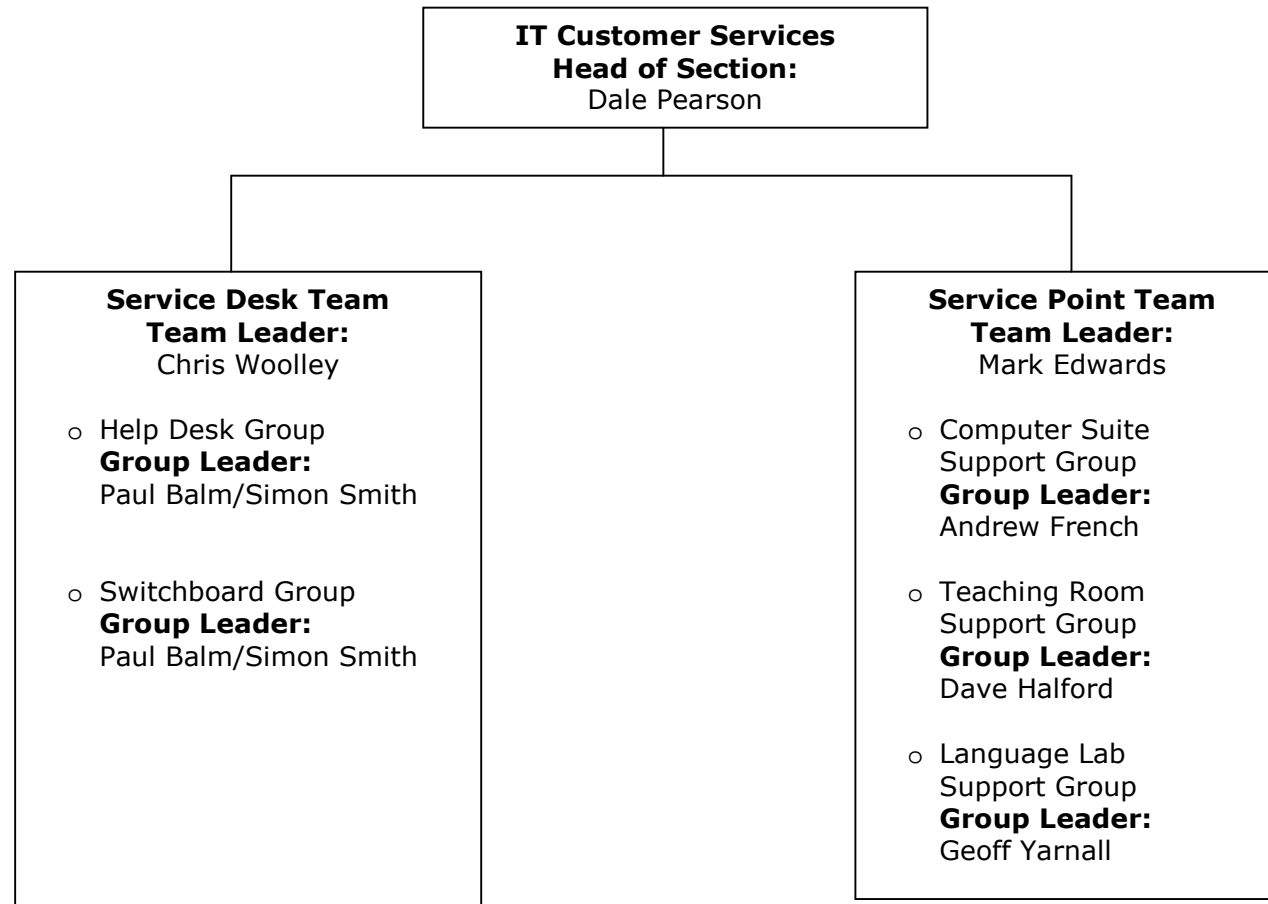 IT Customer Services
Head of Section:
Dale Pearson
Service Desk Team
Team Leader:
Chris Woolley
o Help Desk Group
Group Leader:
Paul Balm/Simon Smith
o Switchboard Group
Group Leader:
Paul Balm/Simon Smith
Service Point Team
Team Leader:
Mark Edwards
o Computer Suite
Support Group
Group Leader:
Andrew French
o Teaching Room
Support Group
Group Leader:
Dave Halford
o Language Lab
Support Group
Group Leader:
Geoff Yarnall